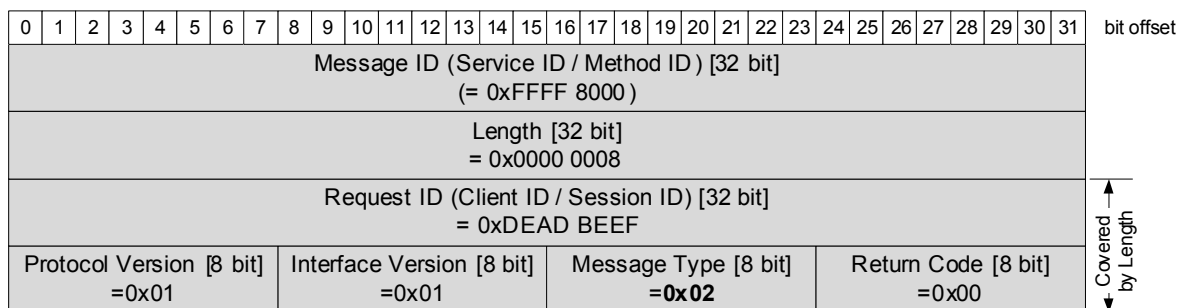 0 1 2 3 4 5 6 7 8 9 10 11 12 13 14 15 16 17 18 19 20 21 22 23 24 25 26 27 28 29 30 31 bit offset
Message ID (Service ID / Method ID) [32 bit]
(= 0xFFFF 8000)
Length [32 bit]
= 0x0000 0008
Request ID (Client ID / Session ID) [32 bit]
= 0xDEAD BEEF
Protocol Version [8 bit]
=0x01
Interface Version [8 bit]
=0x01
Message Type [8 bit]
=0x02
Return Code [8 bit]
=0x00
Covered
by Length